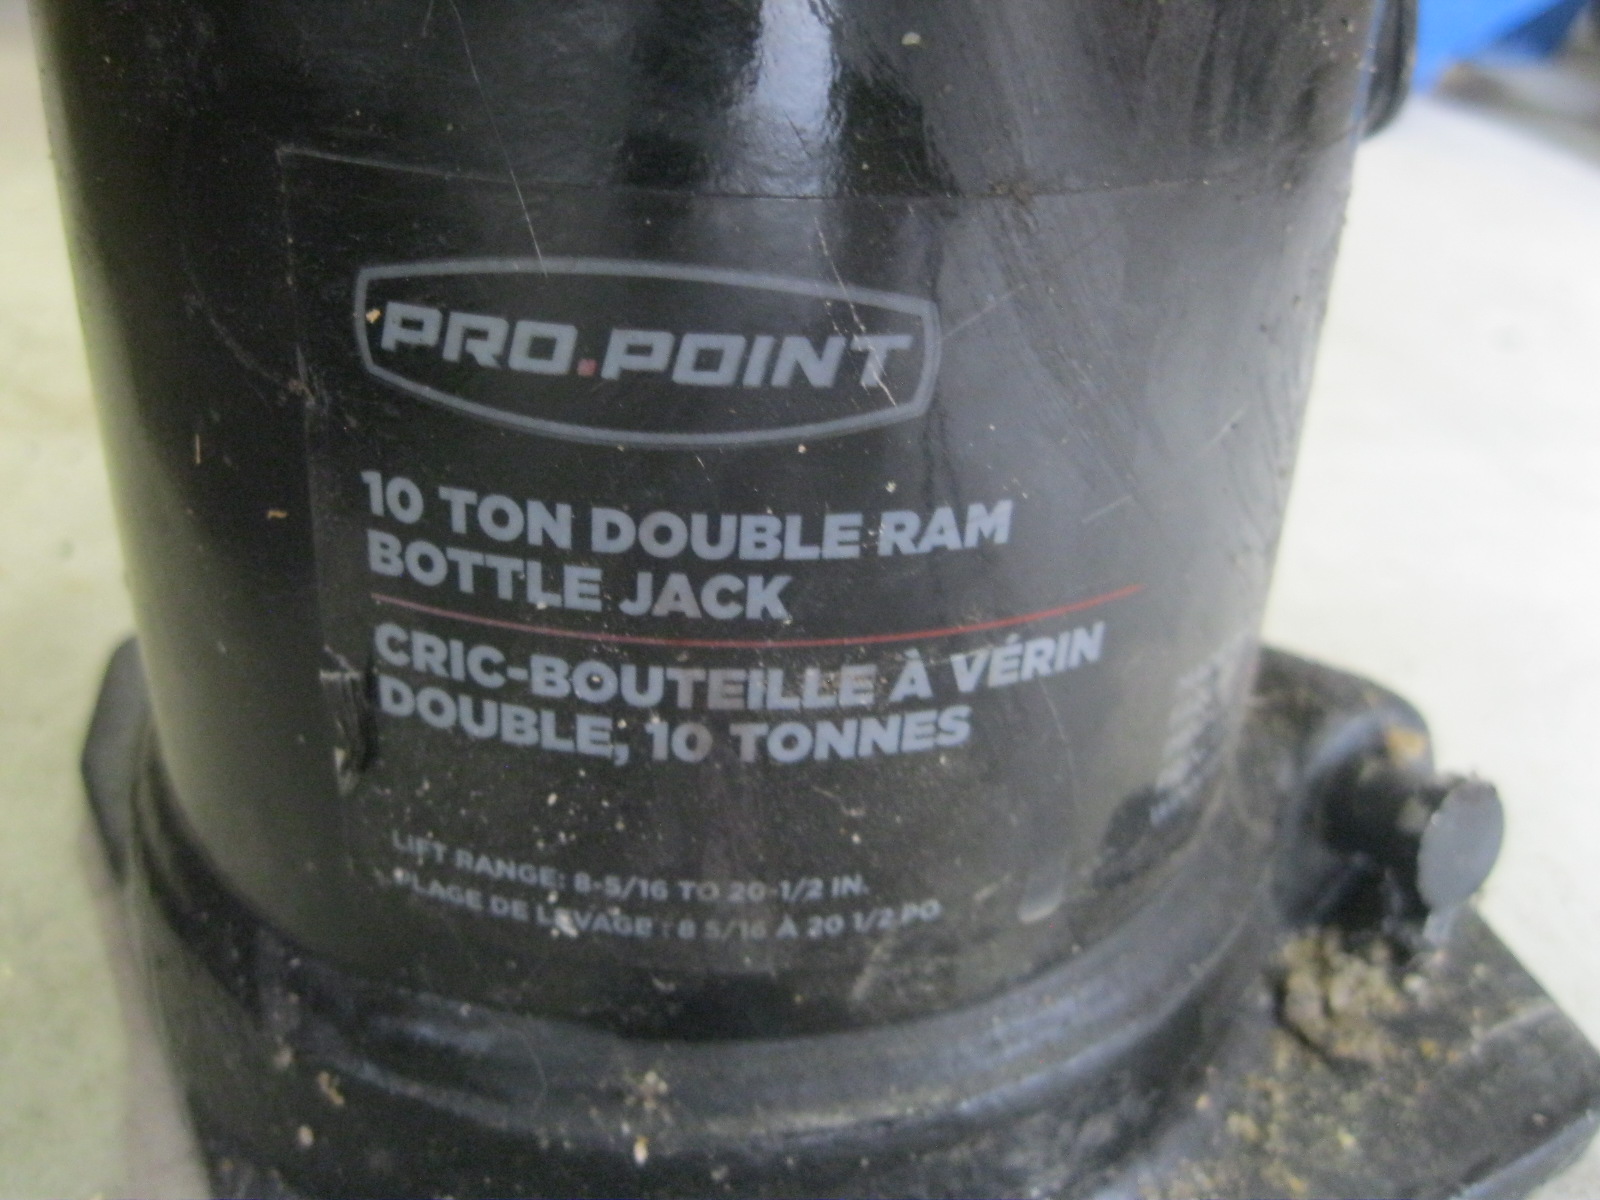 PRO.POINT
10 TON DOUBLE RAM
BOTTLE JACK
CRIC-BOUTEILLE À VÉRIN
DOUBLE, 10 TONNES
LIFT RANGE: 8-5/16 TO 20-1/2 IN.
PLAGE DE LEVAGE : 8 5/16 À 20 1/2 PO